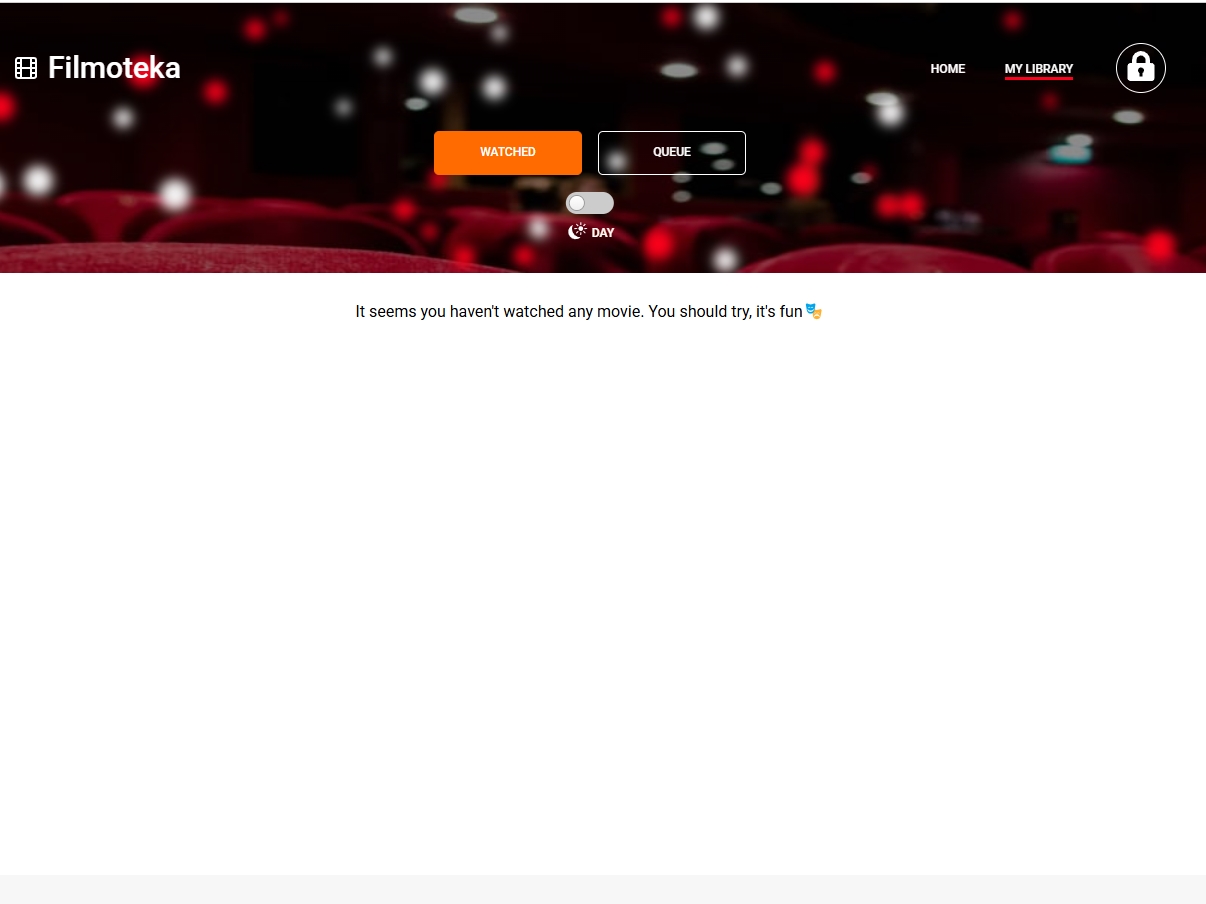 Filmoteka
HOME
MY LIBRARY
WATCHED
QUEUE
DAY
It seems you haven't watched any movie. You should try, it's fun🎭